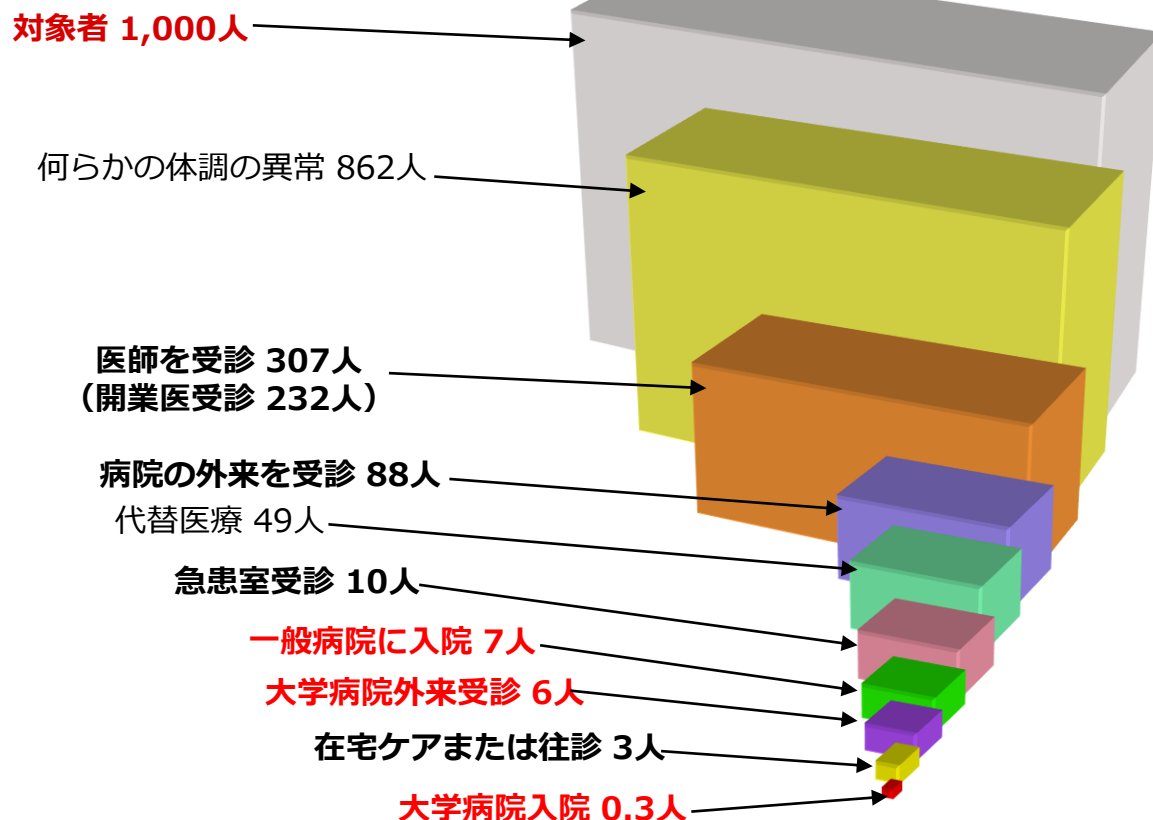 対象者 1,000人
何らかの体調の異常 862人
医師を受診 307人
（開業医受診 232人）
病院の外来を受診 88人
代替医療 49人
急患室受診 10人
一般病院に入院 7人
大学病院外来受診 6人
在宅ケアまたは往診 3人
大学病院入院 0.3人